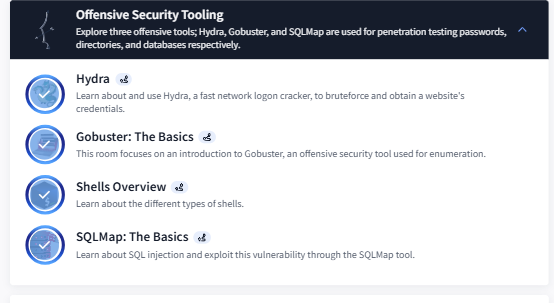 Offensive Security Tooling
Explore three offensive tools; Hydra, Gobuster, and SQLMap are used for penetration testing passwords,
directories, and databases respectively.
Hydra
Learn about and use Hydra, a fast network logon cracker, to bruteforce and obtain a website's
credentials.
Gobuster: The Basics
This room focuses on an introduction to Gobuster, an offensive security tool used for enumeration.
Shells Overview
Learn about the different types of shells.
SQLMap: The Basics
Learn about SQL injection and exploit this vulnerability through the SQLMap tool.